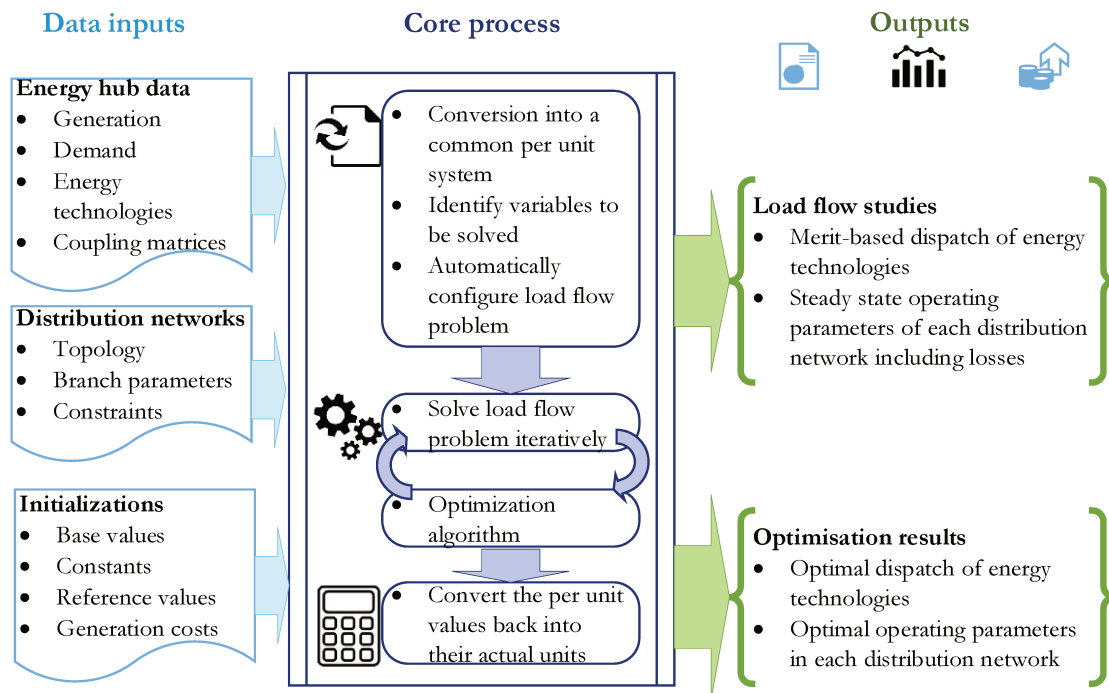 Data inputs
Energy hub data
• Generation
• Demand
• Energy
technologies
• Coupling matrices
Distribution networks
• Topology
• Branch parameters
• Constraints
Initializations
• Base values
• Constants
• Reference values
• Generation costs
Core process
• Conversion into a
common per unit
system
• Identify variables to
be solved
• Automatically
configure load flow
problem
• Solve load flow
problem iteratively
• Optimization
algorithm
• Convert the per unit
values back into
their actual units
Outputs
Load flow studies
• Merit-based dispatch of energy
technologies
• Steady state operating
parameters of each distribution
network including losses
Optimisation results
• Optimal dispatch of energy
technologies
• Optimal operating parameters
in each distribution network